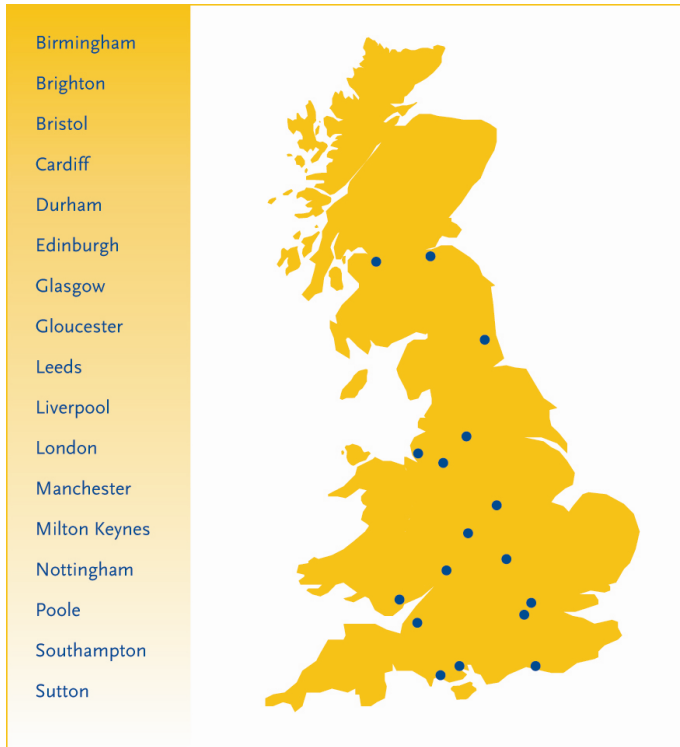 Birmingham
Brighton
Bristol
Cardiff
Durham
Edinburgh
Glasgow
Gloucester
Leeds
Liverpool
London
Manchester
Milton Keynes
Nottingham
Poole
Southampton
Sutton